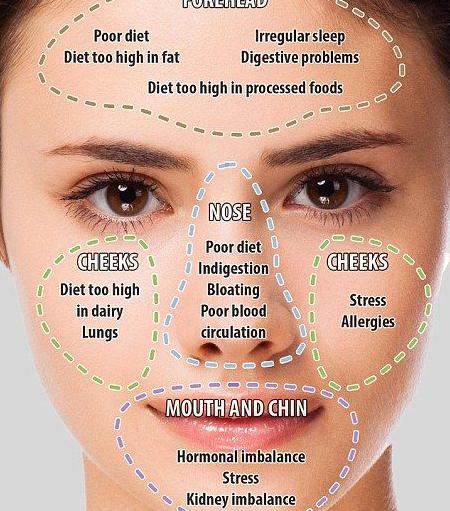 FOREHEAD
Poor diet Irregular sleep
Diet too high in fat Digestive problems
Diet too high in processed foods
NOSE
Poor diet
Indigestion
Bloating
Poor blood
circulation
CHEEKS
Diet too high
in dairy
Lungs
CHEEKS
Stress
Allergies
MOUTH AND CHIN
Hormonal imbalance
Stress
Kidney imbalance